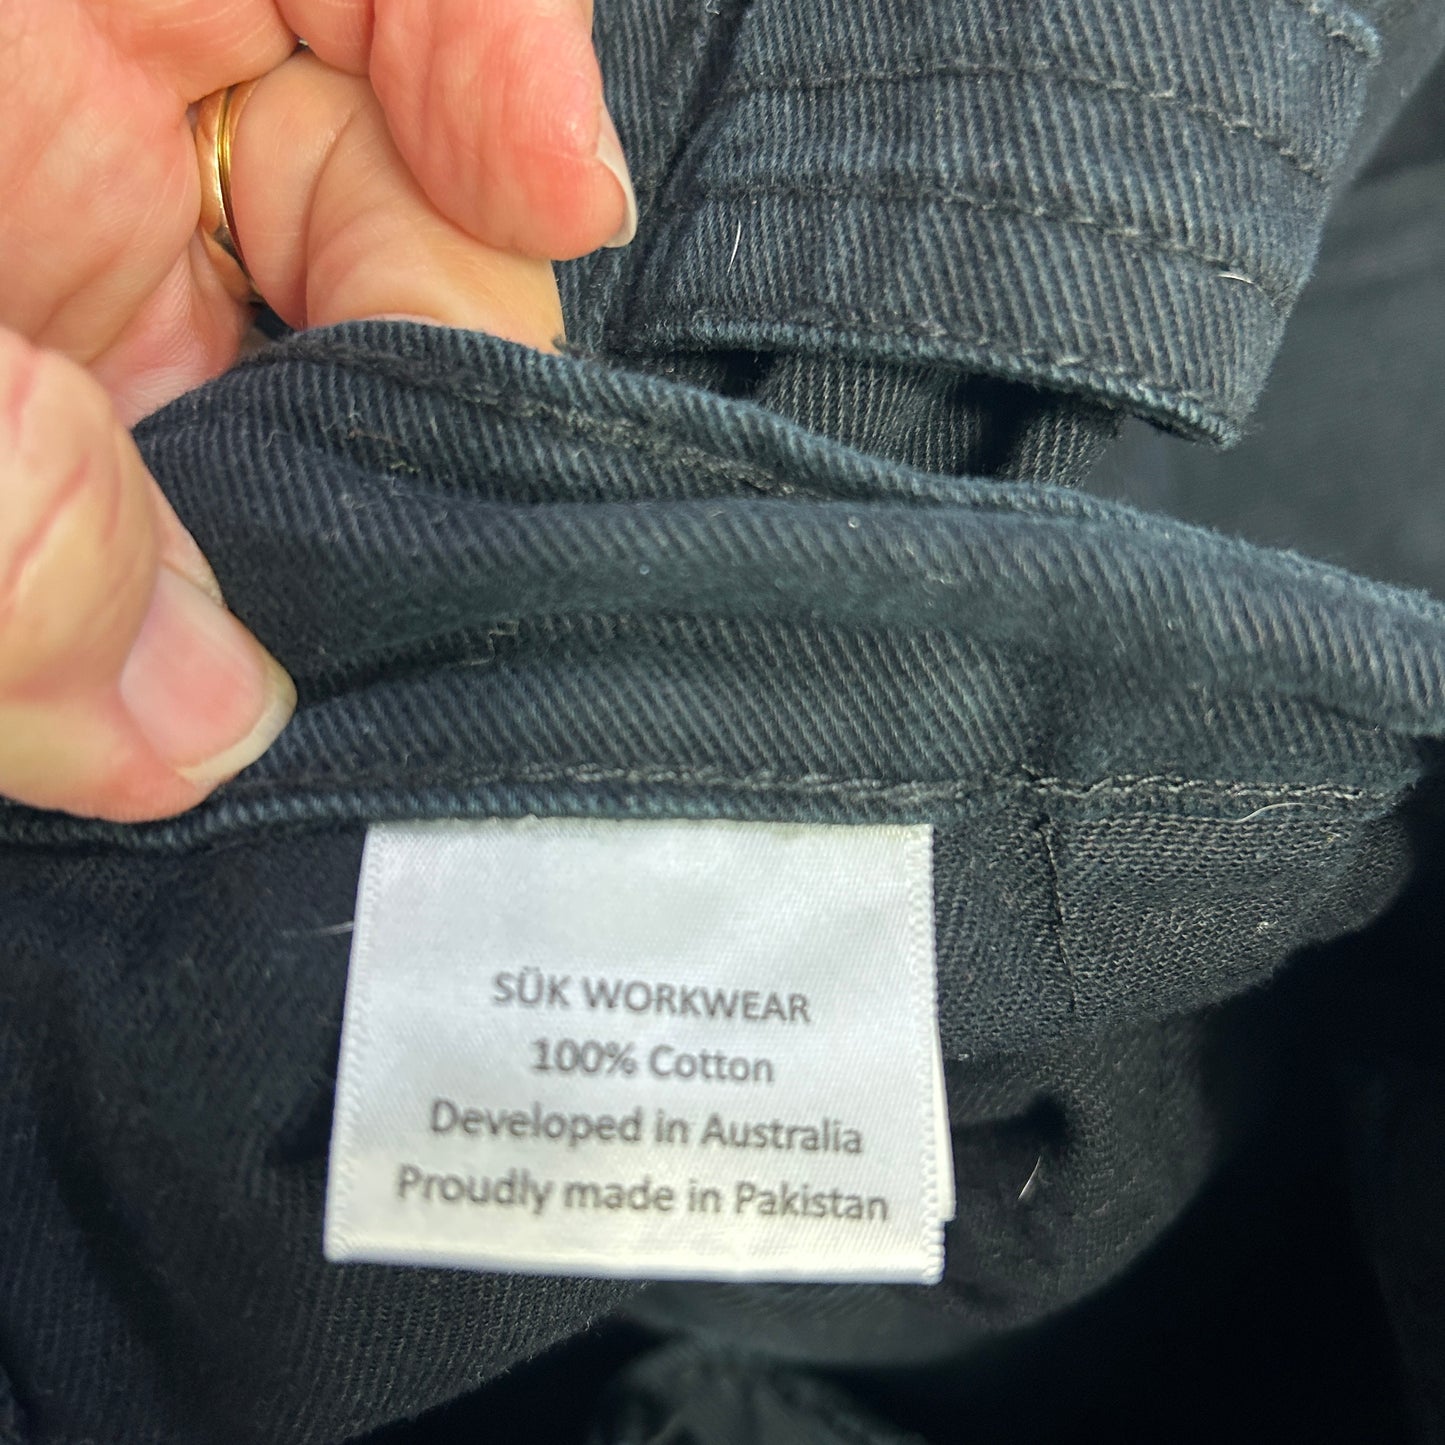 SÜK WORKWEAR
100% Cotton
Developed in Australia
Proudly made in Pakistan